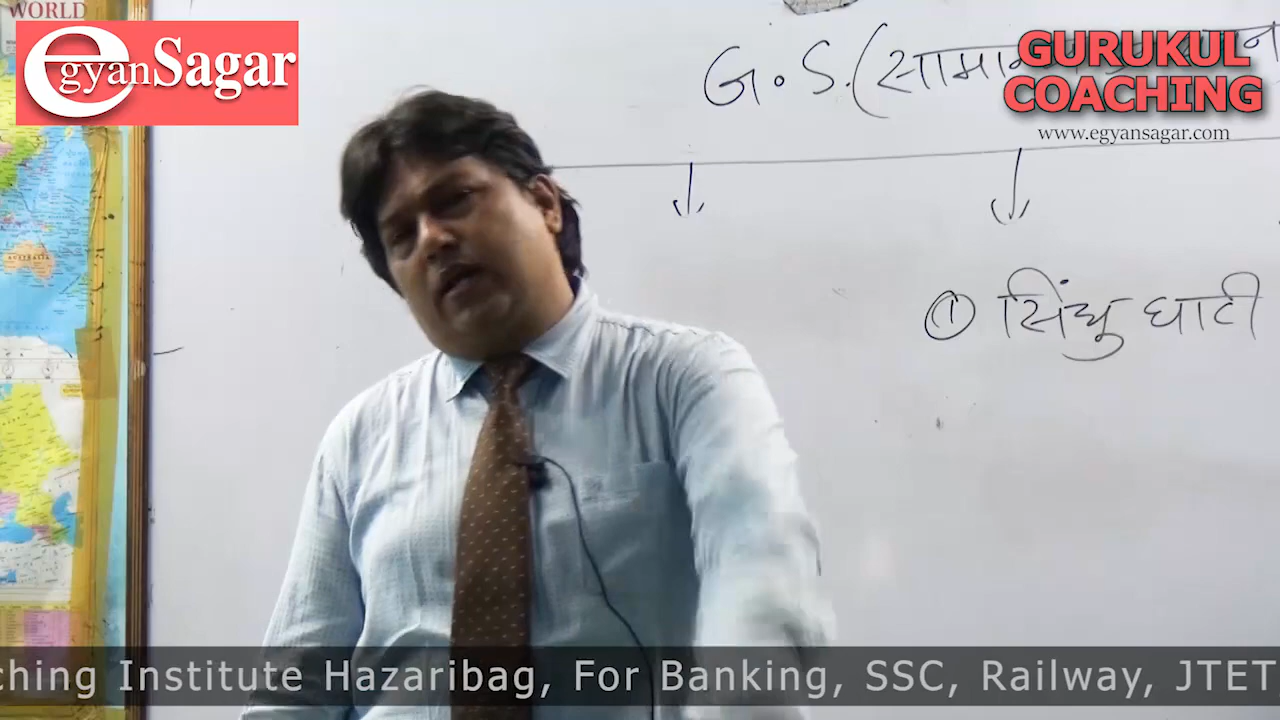 WORLD
egyanSagar
GURUKUL
COACHING
www.egyansagar.com
G.S. (
① सिंधु घाटी
ching Institute Hazaribag, For Banking, SSC, Railway, JTET